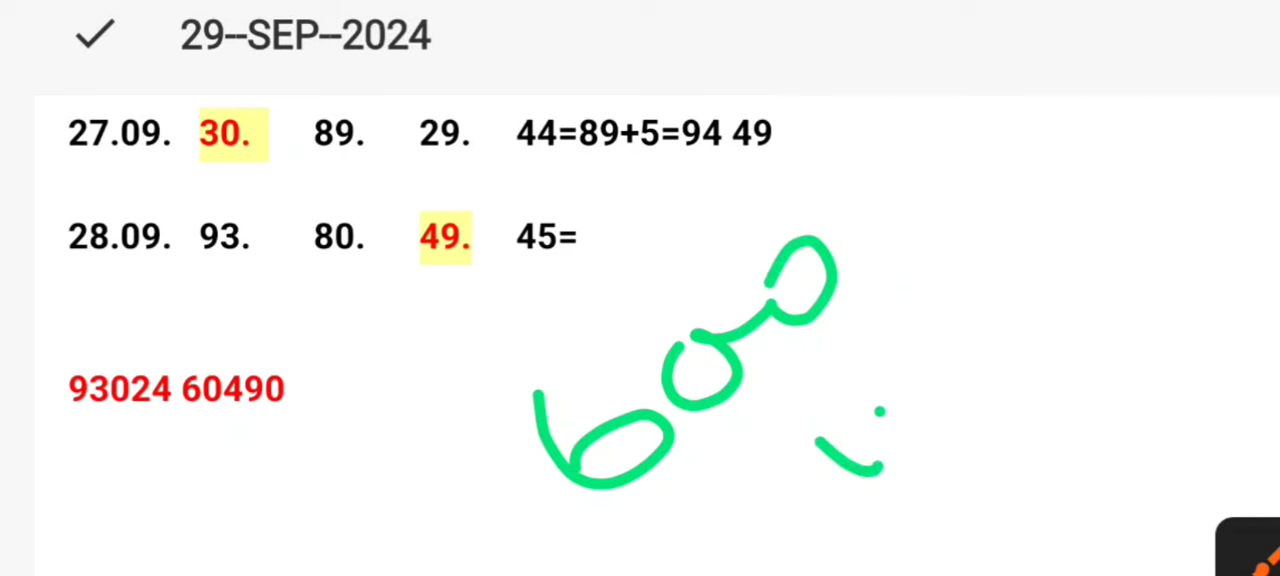 29--SEP--2024
27.09. 30. 89. 29. 44=89+5=94 49
28.09. 93. 80. 49. 45=
93024 60490
600